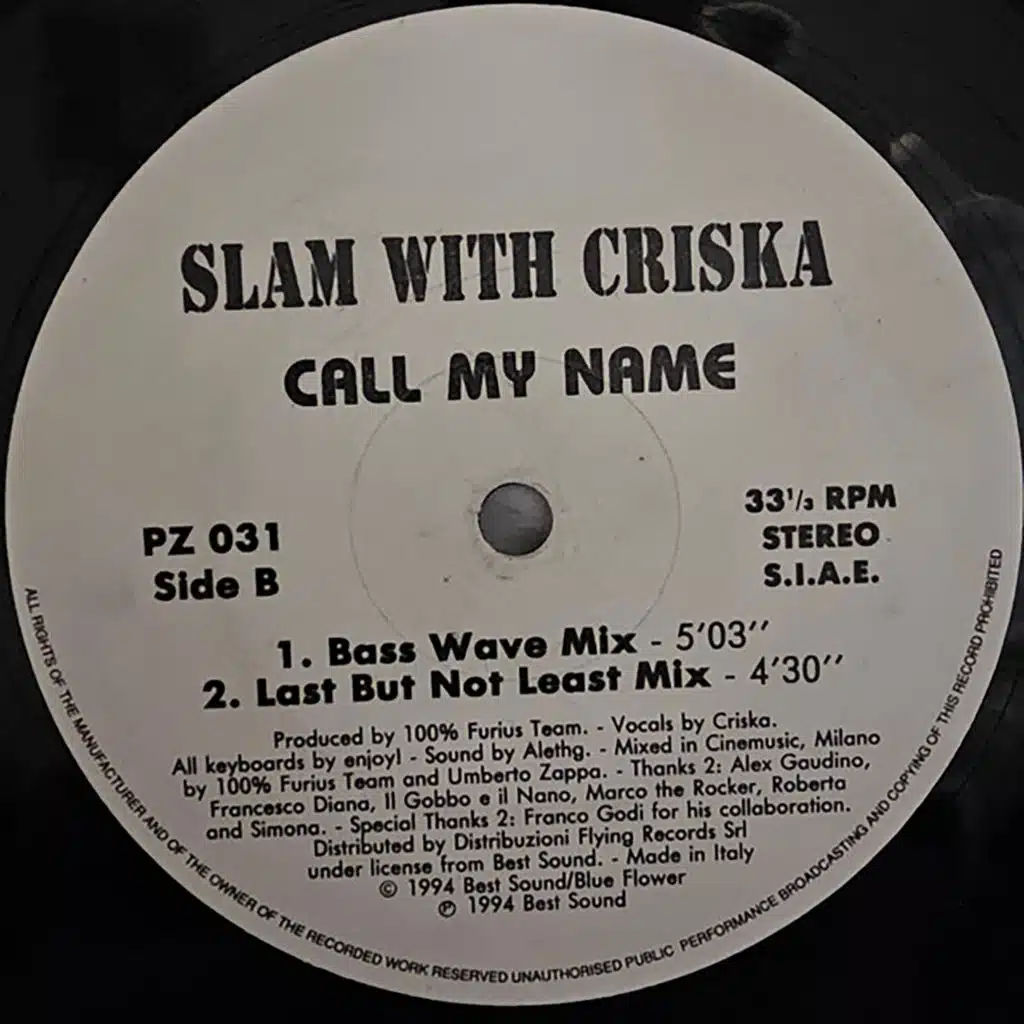 SLAM WITH CRISKA
CALL MY NAME
PZ 031
Side B
33¹/₃ RPM
STEREO
S.I.A.E.
1. Bass Wave Mix - 5'03''
2. Last But Not Least Mix - 4'30''
Produced by 100% Furius Team. - Vocals by Criska.
All keyboards by enjoy! - Sound by Alethg. - Mixed in Cinemusic, Milano
by 100% Furius Team and Umberto Zappa. - Thanks 2: Alex Gaudino,
Francesco Diana, Il Gobbo e il Nano, Marco the Rocker, Roberta
and Simona. - Special Thanks 2: Franco Godi for his collaboration.
Distributed by Distribuzioni Flying Records Srl
under license from Best Sound. - Made in Italy
© 1994 Best Sound/Blue Flower
℗ 1994 Best Sound
ALL RIGHTS OF THE MANUFACTURER AND OF THE OWNER OF THE RECORDED WORK RESERVED UNAUTHORISED PUBLIC PERFORMANCE BROADCASTING AND COPYING OF THIS RECORD PROHIBITED